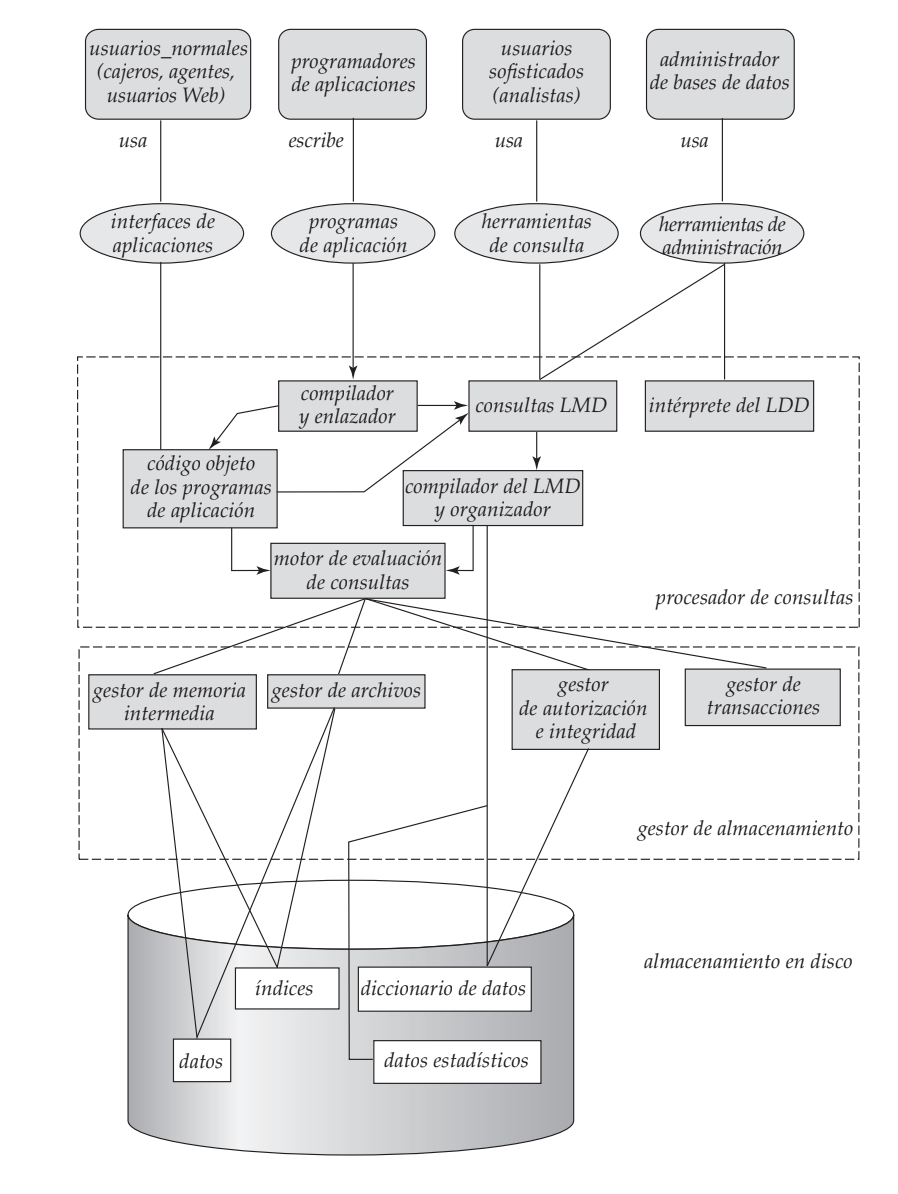 usuarios_normales
(cajeros, agentes,
usuarios Web)
programadores
de aplicaciones
usuarios
sofisticados
(analistas)
administrador
de bases de datos
usa
escribe
usa
usa
interfaces de
aplicaciones
programas
de aplicación
herramientas
de consulta
herramientas de
administración
compilador
y enlazador
consultas LMD
intérprete del LDD
código objeto
de los programas
de aplicación
compilador del LMD
y organizador
motor de evaluación
de consultas
procesador de consultas
gestor de memoria
intermedia
gestor de archivos
gestor
de autorización
e integridad
gestor de
transacciones
gestor de almacenamiento
almacenamiento en disco
índices
diccionario de datos
datos
datos estadísticos